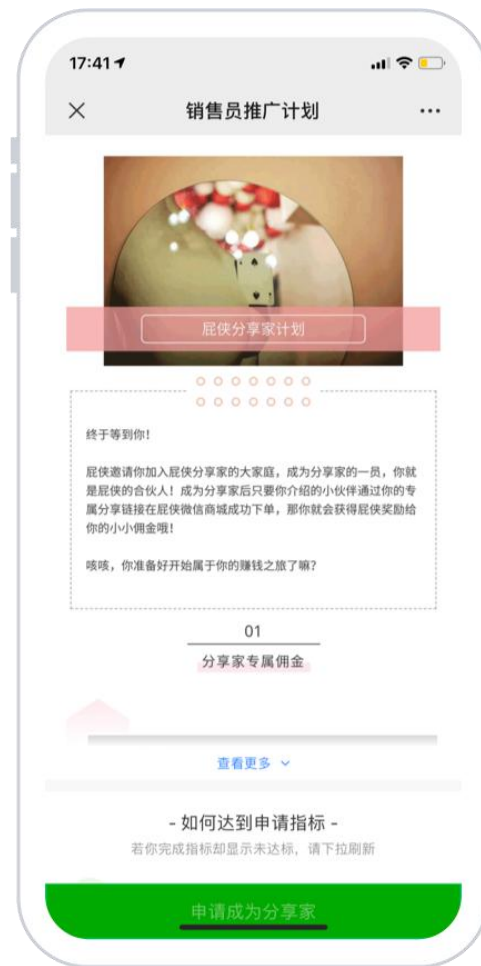 17:41
销售员推广计划
屁侠分享家计划
终于等到你！
屁侠邀请你加入屁侠分享家的大家庭，成为分享家的一员，你就
是屁侠的合伙人！成为分享家后只要你介绍的小伙伴通过你的专
属分享链接在屁侠微信商城成功下单，那你就会获得屁侠奖励给
你的小小佣金哦！
咳咳，你准备好开始属于你的赚钱之旅了嘛？
01
分享家专属佣金
查看更多
- 如何达到申请指标 -
若你完成指标却显示未达标，请下拉刷新
申请成为分享家